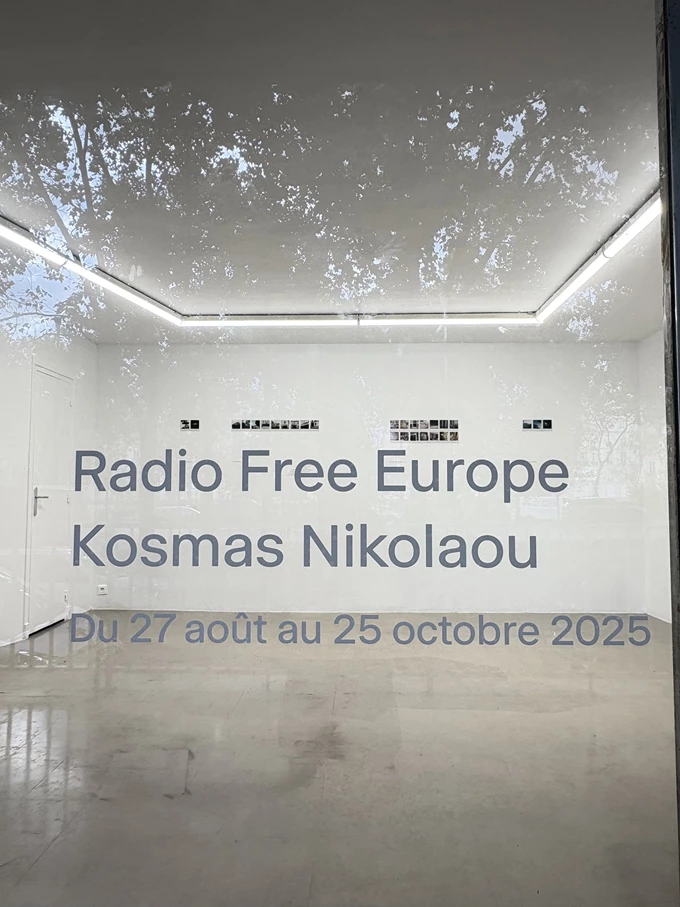 Radio Free Europe
Kosmas Nikolaou
Du 27 août au 25 octobre 2025